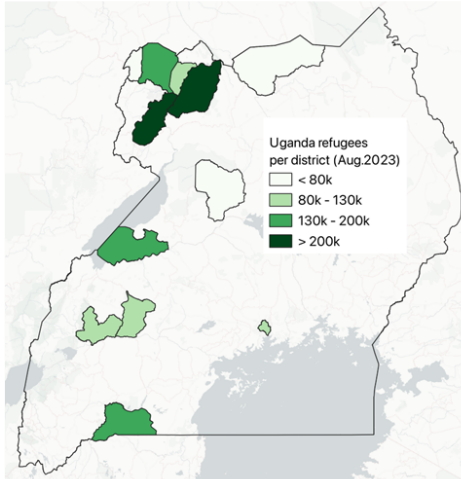 Uganda refugees
per district (Aug.2023)
< 80k
80k - 130k
130k - 200k
> 200k